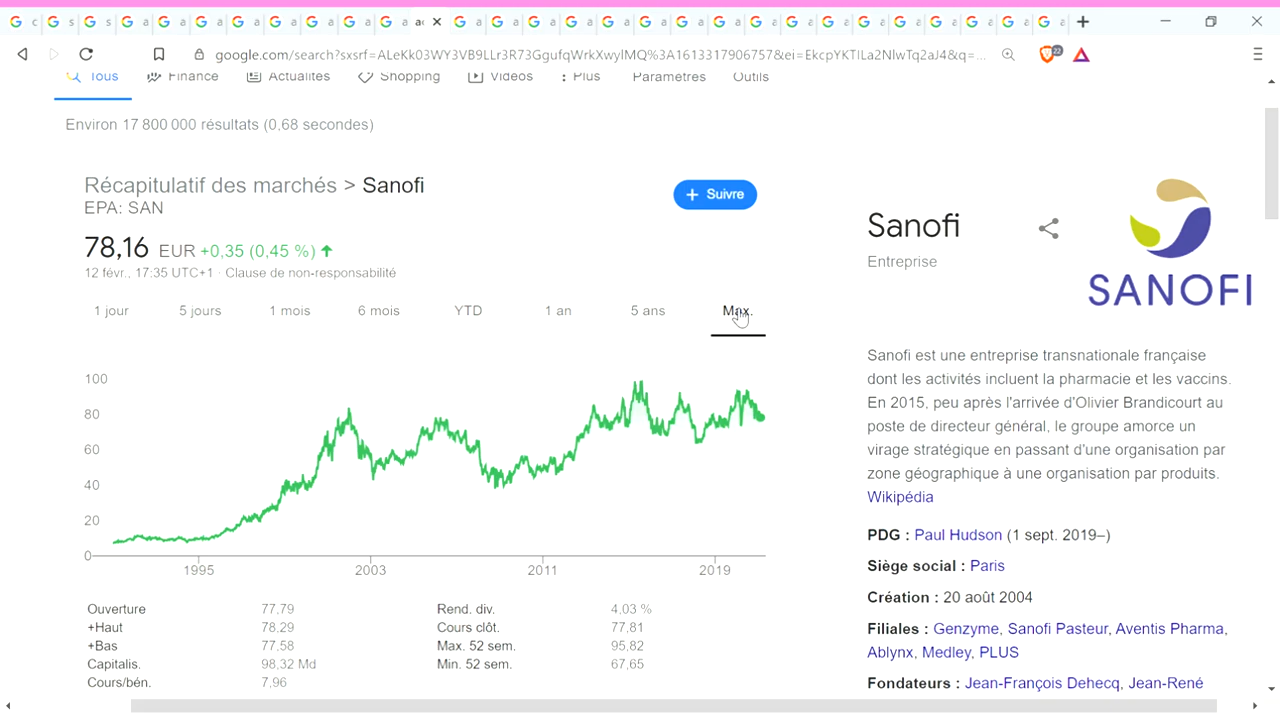 c s s a a a a a a a a a a a a a a a a a a a a a a a a a a
google.com/search?sxsrf=ALeKk03WY3VB9LLr3R73GgufqWrkXwylMQ%3A1613317906757&ei=EkcpYKTILa2NlwTq2aJ4&q=...
22
Tous Finance Actualités Shopping Vidéos Plus Paramètres Outils
Environ 17 800 000 résultats (0,68 secondes)
Récapitulatif des marchés > Sanofi
EPA: SAN
+ Suivre
78,16 EUR +0,35 (0,45 %)
12 févr., 17:35 UTC+1 · Clause de non-responsabilité
1 jour 5 jours 1 mois 6 mois YTD 1 an 5 ans Max.
100
80
60
40
20
0
1995 2003 2011 2019
Ouverture 77,79 Rend. div. 4,03 %
+Haut 78,29 Cours clôt. 77,81
+Bas 77,58 Max. 52 sem. 95,82
Capitalis. 98,32 Md Min. 52 sem. 67,65
Cours/bén. 7,96
Sanofi
Entreprise
SANOFI
Sanofi est une entreprise transnationale française
dont les activités incluent la pharmacie et les vaccins.
En 2015, peu après l'arrivée d'Olivier Brandicourt au
poste de directeur général, le groupe amorce un
virage stratégique en passant d'une organisation par
zone géographique à une organisation par produits.
Wikipédia
PDG : Paul Hudson (1 sept. 2019–)
Siège social : Paris
Création : 20 août 2004
Filiales : Genzyme, Sanofi Pasteur, Aventis Pharma,
Ablynx, Medley, PLUS
Fondateurs : Jean-François Dehecq, Jean-René